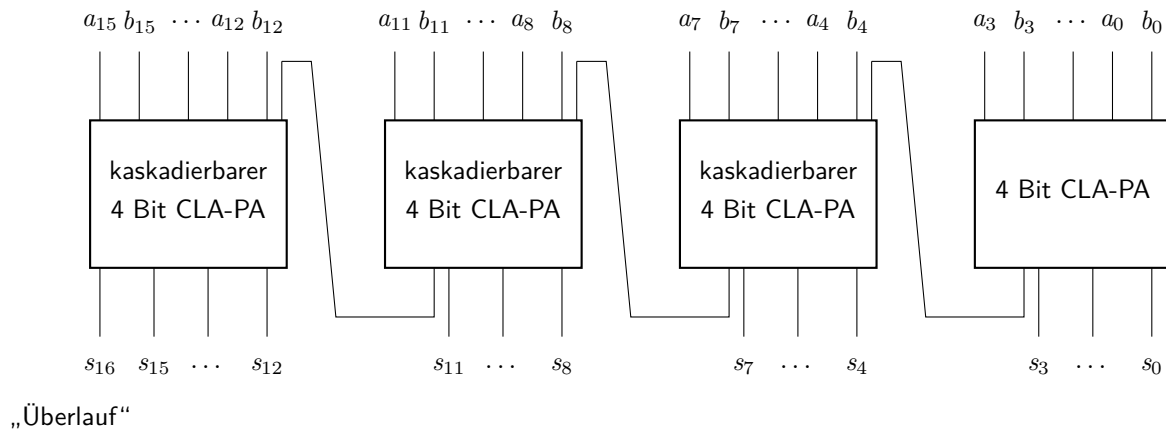 a15 b15 ··· a12 b12 a11 b11 ··· a8 b8 a7 b7 ··· a4 b4 a3 b3 ··· a0 b0
kaskadierbarer kaskadierbarer kaskadierbarer 4 Bit CLA-PA
4 Bit CLA-PA 4 Bit CLA-PA 4 Bit CLA-PA
s16 s15 ··· s12 s11 ··· s8 s7 ··· s4 s3 ··· s0
„Überlauf“